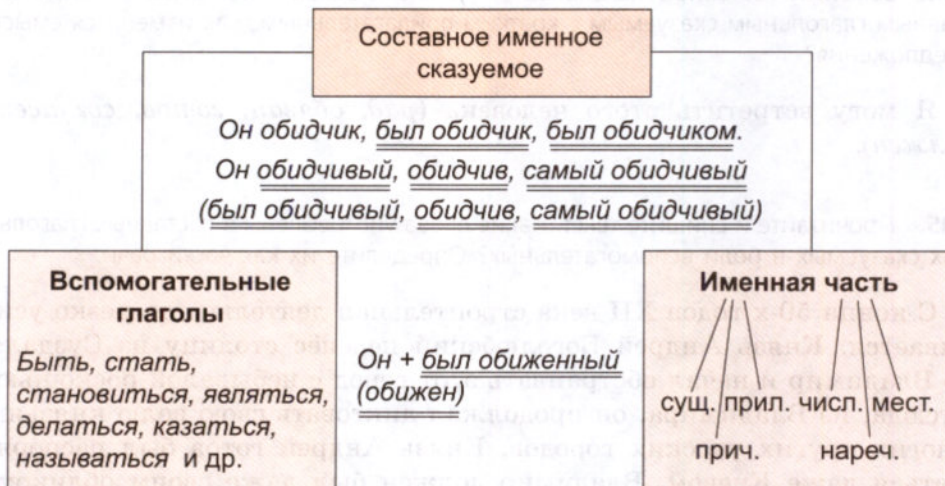 Составное именное
сказуемое
Он обидчик, был обидчик, был обидчиком.
Он обидчивый, обидчив, самый обидчивый
(был обидчивый, обидчив, самый обидчивый)
Вспомогательные
глаголы
Быть, стать,
становиться, являться,
делаться, казаться,
называться и др.
Он + был обиженный
(обижен)
Именная часть
сущ. прил. числ. мест.
прич. нареч.